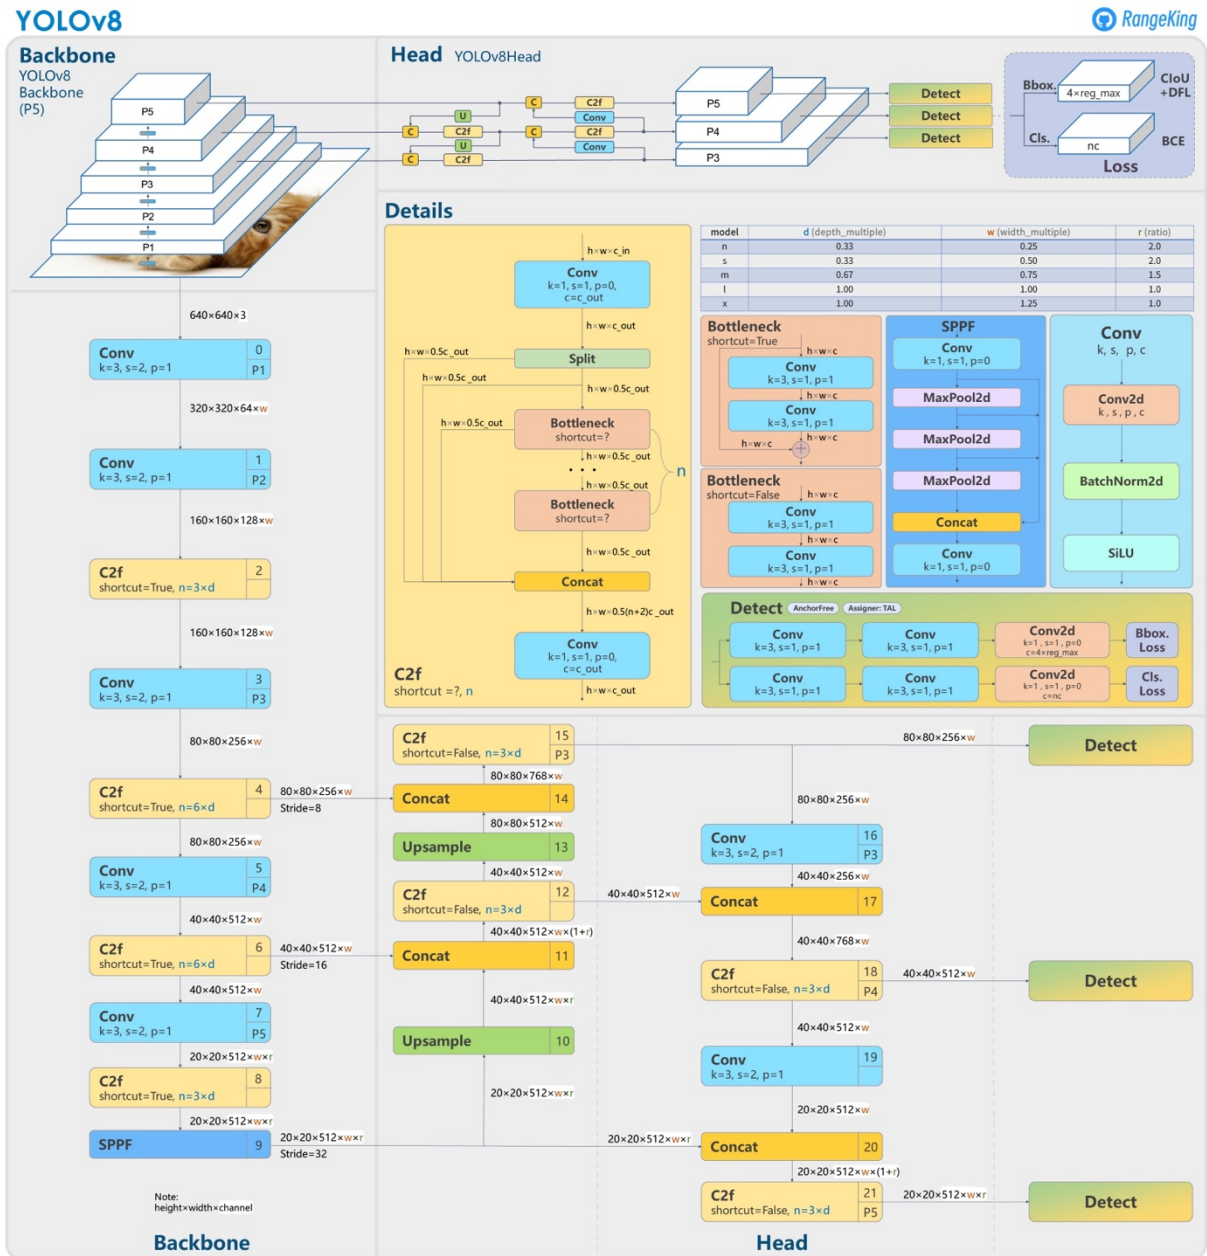 YOLOv8
RangeKing
Backbone
YOLOv8
Backbone
(P5)
P5
P4
P3
P2
P1
Head YOLOv8Head
U
C
C2f
U
C
C2f
C
C2f
Conv
C
C2f
Conv
P5
P4
P3
Detect
Detect
Detect
Bbox.
4×reg_max
CIoU
+DFL
Cls.
nc
BCE
Loss
640×640×3
Conv
k=3, s=2, p=1
0
P1
320×320×64×w
Conv
k=3, s=2, p=1
1
P2
160×160×128×w
C2f
shortcut=True, n=3×d
2
160×160×128×w
Conv
k=3, s=2, p=1
3
P3
80×80×256×w
C2f
shortcut=True, n=6×d
4
80×80×256×w
Stride=8
80×80×256×w
Conv
k=3, s=2, p=1
5
P4
40×40×512×w
C2f
shortcut=True, n=6×d
6
40×40×512×w
Stride=16
40×40×512×w
Conv
k=3, s=2, p=1
7
P5
20×20×512×w×r
C2f
shortcut=True, n=3×d
8
20×20×512×w×r
SPPF
9
20×20×512×w×r
Stride=32
Note:
height×width×channel
Backbone
Details
h×w×c_in
Conv
k=1, s=1, p=0,
c=c_out
h×w×c_out
h×w×0.5c_out
Split
h×w×0.5c_out
h×w×0.5c_out
h×w×0.5c_out
Bottleneck
shortcut=?
h×w×0.5c_out
· · ·
n
h×w×0.5c_out
Bottleneck
shortcut=?
h×w×0.5c_out
Concat
h×w×0.5(n+2)c_out
Conv
k=1, s=1, p=0,
c=c_out
h×w×c_out
C2f
shortcut =?, n
model d (depth_multiple) w (width_multiple) r (ratio)
n 0.33 0.25 2.0
s 0.33 0.50 2.0
m 0.67 0.75 1.5
l 1.00 1.00 1.0
x 1.00 1.25 1.0
Bottleneck
shortcut=True
h×w×c
Conv
k=3, s=1, p=1
h×w×c
Conv
k=3, s=1, p=1
h×w×c
h×w×c
+
Bottleneck
shortcut=False
h×w×c
Conv
k=3, s=1, p=1
h×w×c
Conv
k=3, s=1, p=1
h×w×c
SPPF
Conv
k=1, s=1, p=0
MaxPool2d
MaxPool2d
MaxPool2d
Concat
Conv
k=1, s=1, p=0
Conv
k, s, p, c
Conv2d
k, s, p, c
BatchNorm2d
SiLU
Detect AnchorFree Assigner: TAL
Conv
k=3, s=1, p=1
Conv
k=3, s=1, p=1
Conv2d
k=1, s=1, p=0
c=4×reg_max
Bbox.
Loss
Conv
k=3, s=1, p=1
Conv
k=3, s=1, p=1
Conv2d
k=1, s=1, p=0
c=nc
Cls.
Loss
C2f
shortcut=False, n=3×d
15
P3
80×80×256×w
Detect
80×80×768×w
Concat
14
80×80×512×w
Upsample
13
40×40×512×w
C2f
shortcut=False, n=3×d
12
40×40×512×w
40×40×512×w×(1+r)
Concat
11
40×40×512×w×r
Upsample
10
20×20×512×w×r
20×20×512×w×r
80×80×256×w
Conv
k=3, s=2, p=1
16
P3
40×40×256×w
Concat
17
40×40×768×w
C2f
shortcut=False, n=3×d
18
P4
40×40×512×w
Detect
40×40×512×w
Conv
k=3, s=2, p=1
19
20×20×512×w
Concat
20
20×20×512×w×(1+r)
C2f
shortcut=False, n=3×d
21
P5
20×20×512×w×r
Detect
Head